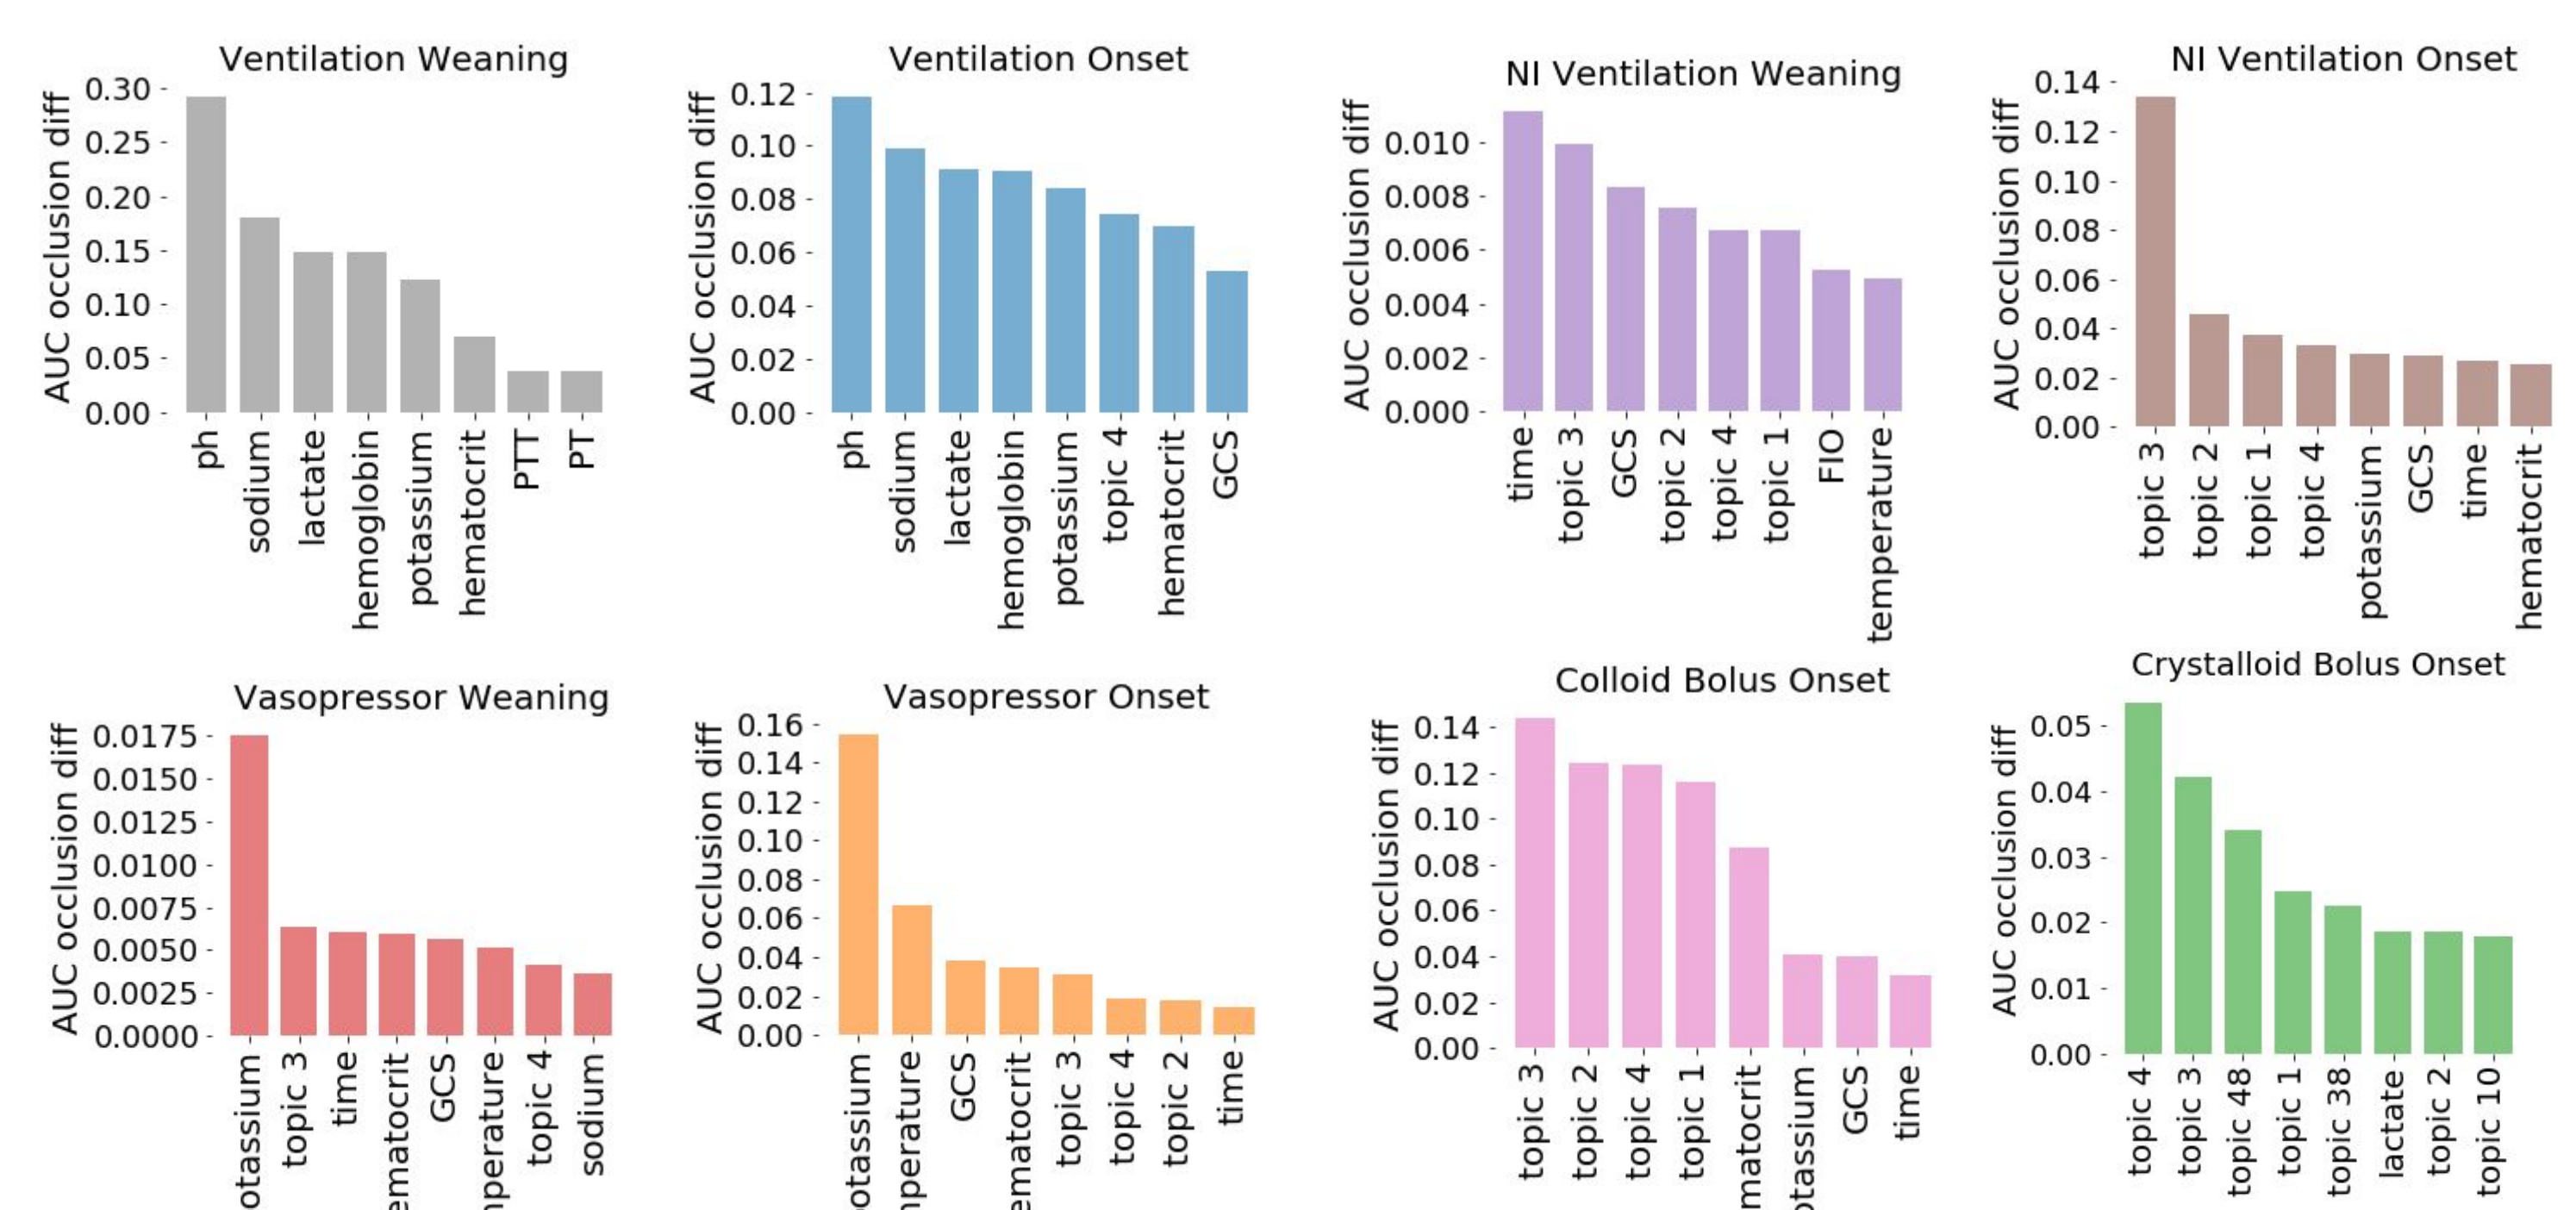 Ventilation Weaning
AUC occlusion diff
0.30
0.25
0.20
0.15
0.10
0.05
0.00
ph
sodium
lactate
hemoglobin
potassium
hematocrit
PTT
PT
Ventilation Onset
AUC occlusion diff
0.12
0.10
0.08
0.06
0.04
0.02
0.00
ph
sodium
lactate
hemoglobin
potassium
topic 4
hematocrit
GCS
NI Ventilation Weaning
AUC occlusion diff
0.010
0.008
0.006
0.004
0.002
0.000
time
topic 3
GCS
topic 2
topic 4
topic 1
FIO
temperature
NI Ventilation Onset
AUC occlusion diff
0.14
0.12
0.10
0.08
0.06
0.04
0.02
0.00
topic 3
topic 2
topic 1
topic 4
potassium
GCS
time
hematocrit
Vasopressor Weaning
AUC occlusion diff
0.0175
0.0150
0.0125
0.0100
0.0075
0.0050
0.0025
0.0000
otassium
topic 3
time
ematocrit
GCS
nperature
topic 4
sodium
Vasopressor Onset
AUC occlusion diff
0.16
0.14
0.12
0.10
0.08
0.06
0.04
0.02
0.00
otassium
nperature
GCS
ematocrit
topic 3
topic 4
topic 2
time
Colloid Bolus Onset
AUC occlusion diff
0.14
0.12
0.10
0.08
0.06
0.04
0.02
0.00
topic 3
topic 2
topic 4
topic 1
matocrit
otassium
GCS
time
Crystalloid Bolus Onset
AUC occlusion diff
0.05
0.04
0.03
0.02
0.01
0.00
topic 4
topic 3
topic 48
topic 1
topic 38
lactate
topic 2
topic 10